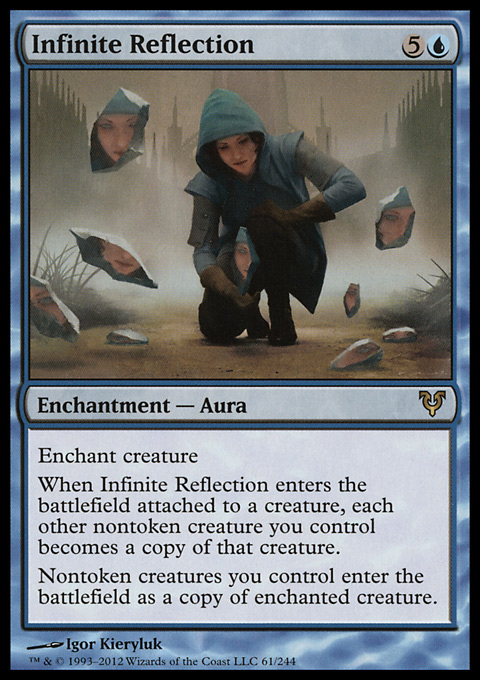 Infinite Reflection 5
Enchantment — Aura
Enchant creature
When Infinite Reflection enters the
battlefield attached to a creature, each
other nontoken creature you control
becomes a copy of that creature.
Nontoken creatures you control enter the
battlefield as a copy of enchanted creature.
Igor Kieryluk
™ & © 1993–2012 Wizards of the Coast LLC 61/244